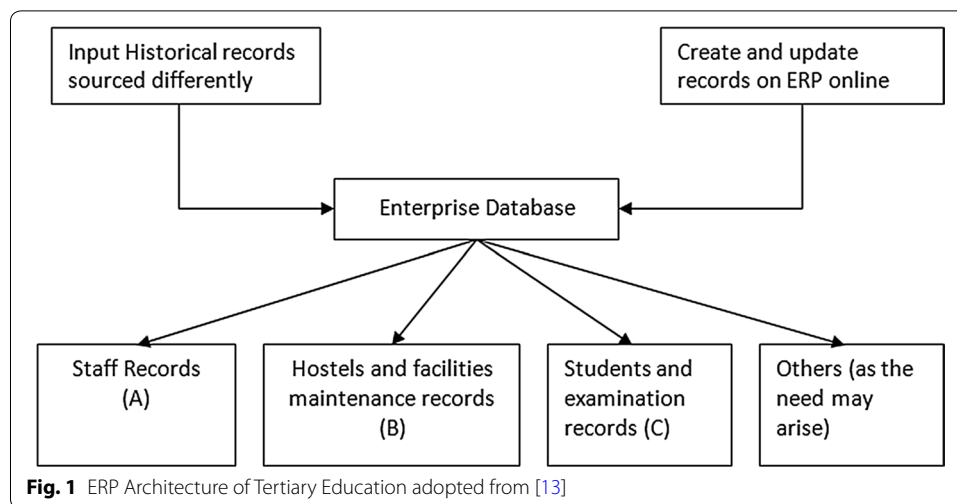 Input Historical records
sourced differently
Create and update
records on ERP online
Enterprise Database
Staff Records
(A)
Hostels and facilities
maintenance records
(B)
Students and
examination
records (C)
Others (as the
need may
arise)
Fig. 1 ERP Architecture of Tertiary Education adopted from [13]